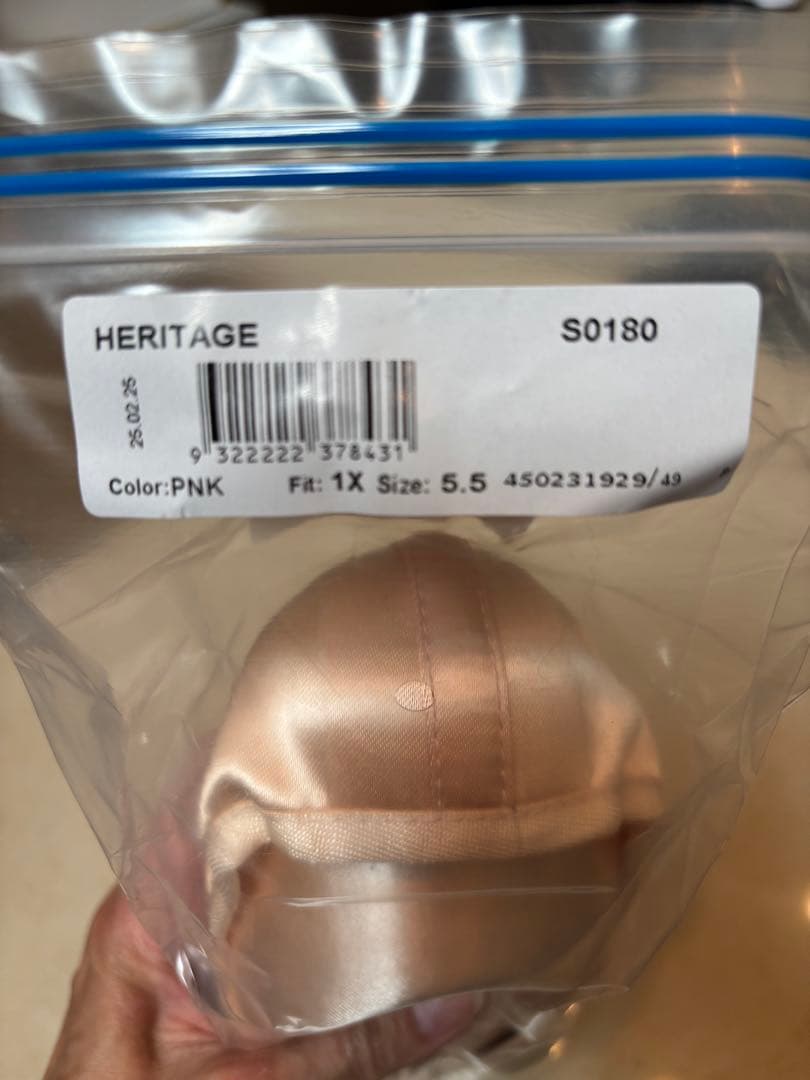 HERITAGE
S0180
25.02.25
9 322222 378431
Color:PNK Fit: 1X Size: 5.5 450231929/49